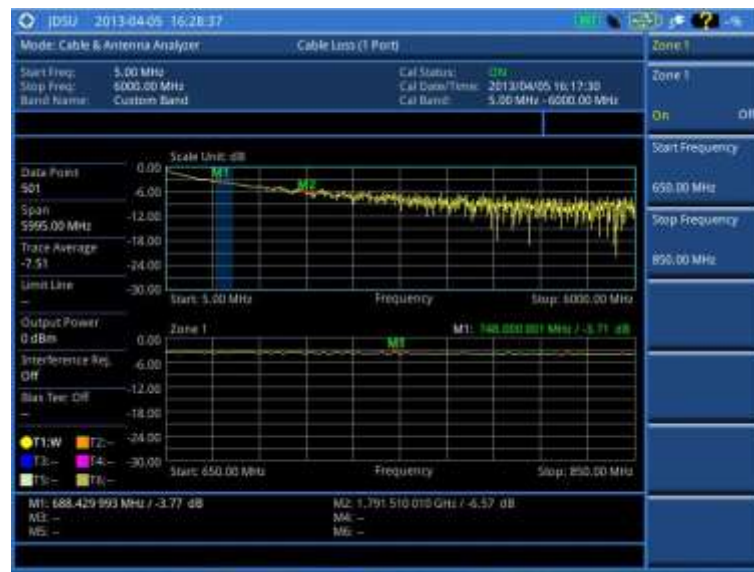 JDSU 2013-04-05 16:28:37
Mode: Cable & Antenna Analyzer Cable Loss (1 Port) Zone 1
Start Freq: 5.00 MHz Cal Status: ON
Stop Freq: 6000.00 MHz Cal Date/Time: 2013/04/05 16:17:30
Band Name: Custom Band Cal Band: 5.00 MHz - 6000.00 MHz
Zone 1
On Off
Start Frequency
650.00 MHz
Stop Frequency
850.00 MHz
Data Point
501
Span
5995.00 MHz
Trace Average
-7.51
Limit Line
--
Output Power
0 dBm
Interference Rej.
Off
Bias Tee: Off
--
T1:W T2:--
T3:-- T4:--
T5:-- T6:--
Scale Unit: dB
0.00
-6.00
-12.00
-18.00
-24.00
-30.00
M1
M2
Start: 5.00 MHz Frequency Stop: 6000.00 MHz
Zone 1 M1: 748.000 001 MHz / -3.71 dB
0.00
-6.00
-12.00
-18.00
-24.00
-30.00
M1
Start: 650.00 MHz Frequency Stop: 850.00 MHz
M1: 688.429 993 MHz / -3.77 dB M2: 1.791 510 010 GHz / -6.57 dB
M3: -- M4: --
M5: -- M6: --